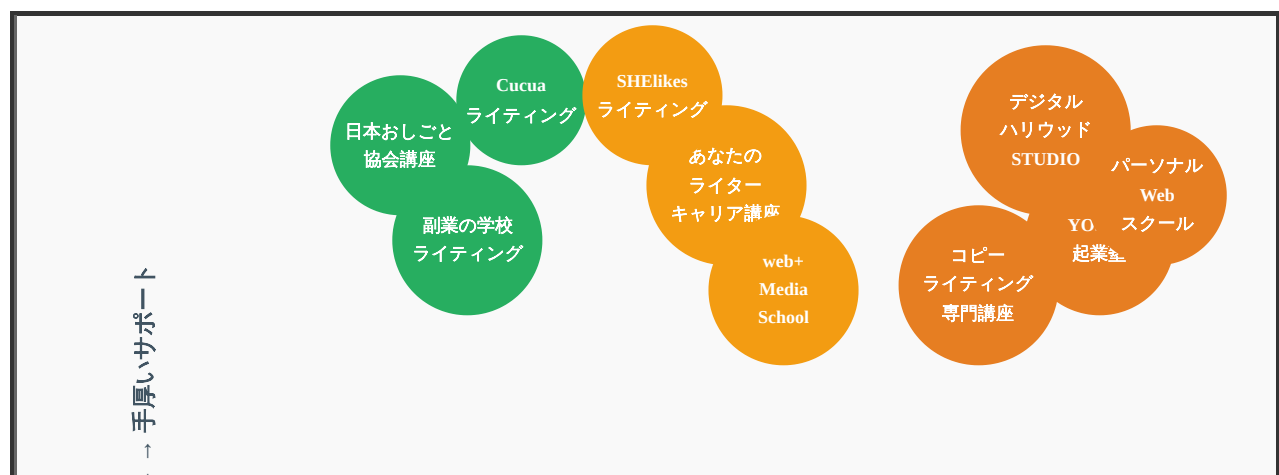 日本おしごと
協会講座
Cucua
ライティング
副業の学校
ライティング
SHElikes
ライティング
あなたの
ライター
キャリア講座
web+
Media
School
デジタル
ハリウッド
STUDIO
パーソナル
Web
スクール
起業塾
コピー
ライティング
専門講座
→ 手厚いサポート